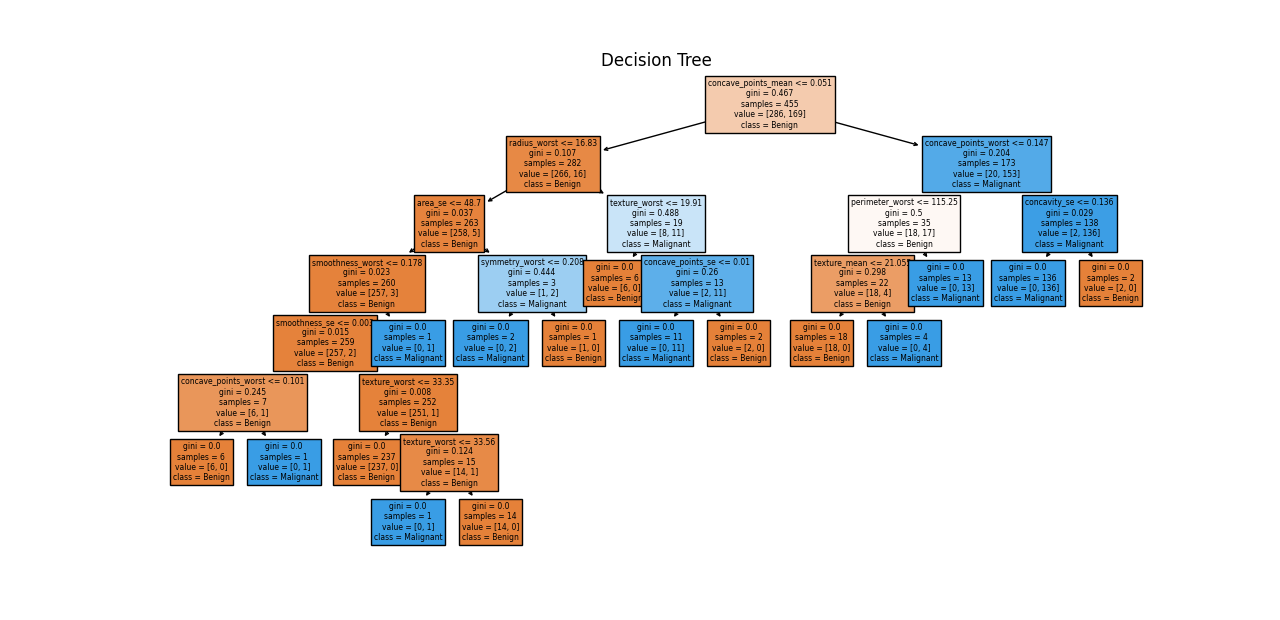 Decision Tree
concave_points_mean <= 0.051
gini = 0.467
samples = 455
value = [286, 169]
class = Benign
radius_worst <= 16.83
gini = 0.107
samples = 282
value = [266, 16]
class = Benign
concave_points_worst <= 0.147
gini = 0.204
samples = 173
value = [20, 153]
class = Malignant
area_se <= 48.7
gini = 0.037
samples = 263
value = [258, 5]
class = Benign
texture_worst <= 19.91
gini = 0.488
samples = 19
value = [8, 11]
class = Malignant
perimeter_worst <= 115.25
gini = 0.5
samples = 35
value = [18, 17]
class = Benign
concavity_se <= 0.136
gini = 0.029
samples = 138
value = [2, 136]
class = Malignant
smoothness_worst <= 0.178
gini = 0.023
samples = 260
value = [257, 3]
class = Benign
symmetry_worst <= 0.208
gini = 0.444
samples = 3
value = [1, 2]
class = Malignant
gini = 0.0
samples = 6
value = [6, 0]
class = Benign
concave_points_se <= 0.01
gini = 0.26
samples = 13
value = [2, 11]
class = Malignant
texture_mean <=
gini = 0.298
samples = 22
value = [18, 4]
class = Benign
gini = 0.0
samples = 13
value = [0, 13]
class = Malignant
gini = 0.0
samples = 136
value = [0, 136]
class = Malignant
gini = 0.0
samples = 2
value = [2, 0]
class = Benign
smoothness_se <=
gini = 0.015
samples = 259
value = [257, 2]
class = Benign
gini = 0.0
samples = 1
value = [0, 1]
class = Malignant
gini = 0.0
samples = 2
value = [0, 2]
class = Malignant
gini = 0.0
samples = 1
value = [1, 0]
class = Benign
gini = 0.0
samples = 11
value = [0, 11]
class = Malignant
gini = 0.0
samples = 2
value = [2, 0]
class = Benign
gini = 0.0
samples = 18
value = [18, 0]
class = Benign
gini = 0.0
samples = 4
value = [0, 4]
class = Malignant
concave_points_worst <= 0.101
gini = 0.245
samples = 7
value = [6, 1]
class = Benign
texture_worst <= 33.35
gini = 0.008
samples = 252
value = [251, 1]
class = Benign
gini = 0.0
samples = 6
value = [6, 0]
class = Benign
gini = 0.0
samples = 1
value = [0, 1]
class = Malignant
gini = 0.0
samples = 237
value = [237, 0]
class = Benign
texture_worst <= 33.56
gini = 0.124
samples = 15
value = [14, 1]
class = Benign
gini = 0.0
samples = 1
value = [0, 1]
class = Malignant
gini = 0.0
samples = 14
value = [14, 0]
class = Benign